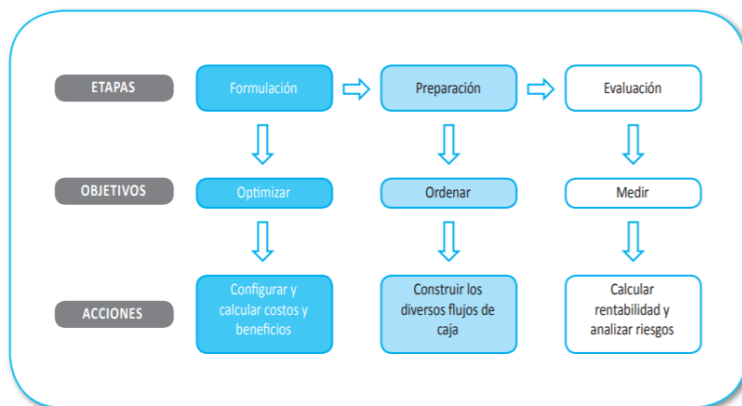 ETAPAS
Formulación
Preparación
Evaluación
OBJETIVOS
Optimizar
Ordenar
Medir
ACCIONES
Configurar y
calcular costos y
beneficios
Construir los
diversos flujos de
caja
Calcular
rentabilidad y
analizar riesgos